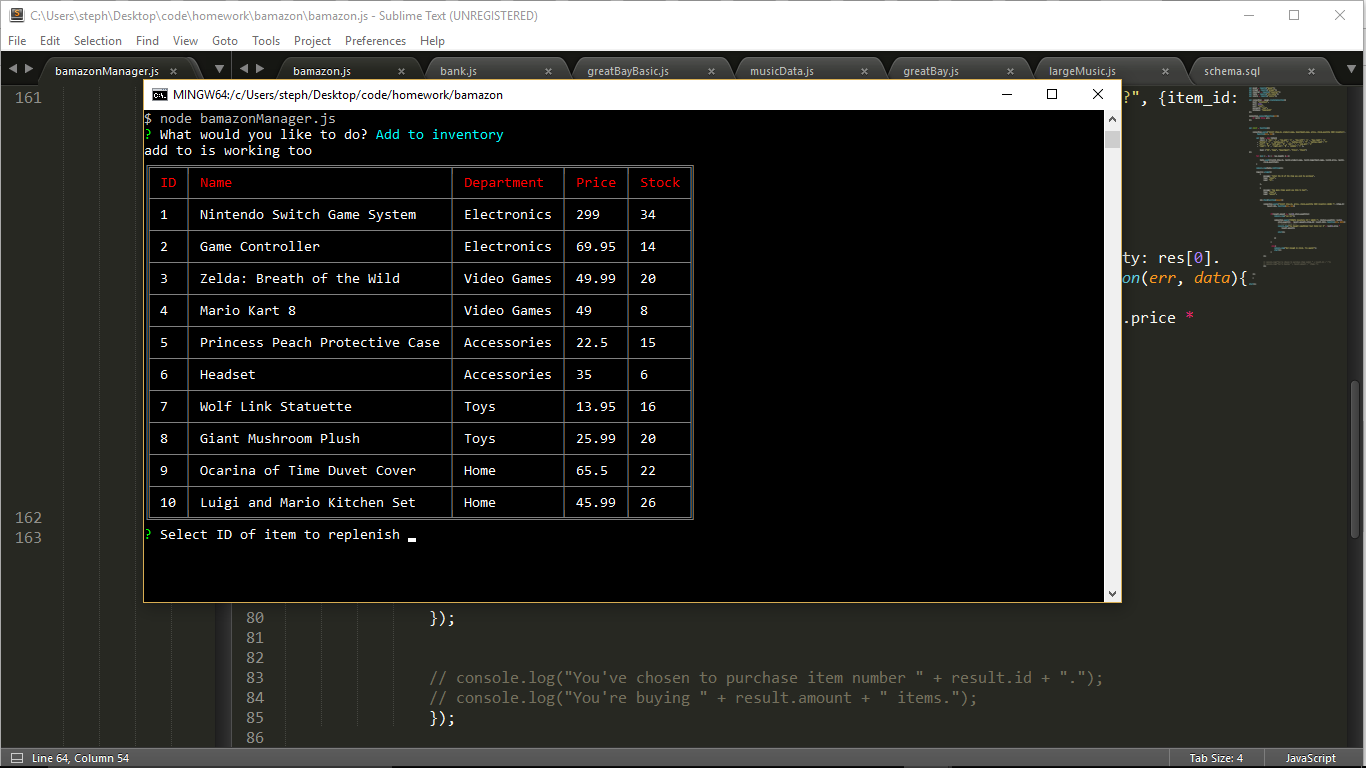 C:\Users\steph\Desktop\code\homework\bamazon\bamazon.js - Sublime Text (UNREGISTERED)
File Edit Selection Find View Goto Tools Project Preferences Help
bamazonManager.js × bamazon.js × bank.js × greatBayBasic.js × musicData.js × greatBay.js × largeMusic.js × schema.sql ×
161
MINGW64:/c/Users/steph/Desktop/code/homework/bamazon
?", {item_id:
$ node bamazonManager.js
? What would you like to do? Add to inventory
add to is working too
ID Name Department Price Stock
1 Nintendo Switch Game System Electronics 299 34
2 Game Controller Electronics 69.95 14
ty: res[0].
3 Zelda: Breath of the Wild Video Games 49.99 20
on(err, data){
4 Mario Kart 8 Video Games 49 8
.price *
5 Princess Peach Protective Case Accessories 22.5 15
6 Headset Accessories 35 6
7 Wolf Link Statuette Toys 13.95 16
8 Giant Mushroom Plush Toys 25.99 20
9 Ocarina of Time Duvet Cover Home 65.5 22
10 Luigi and Mario Kitchen Set Home 45.99 26
162
163
? Select ID of item to replenish
80 });
81
82
83 // console.log("You've chosen to purchase item number " + result.id + ".");
84 // console.log("You're buying " + result.amount + " items.");
85 });
86
Line 64, Column 54 Tab Size: 4 JavaScript